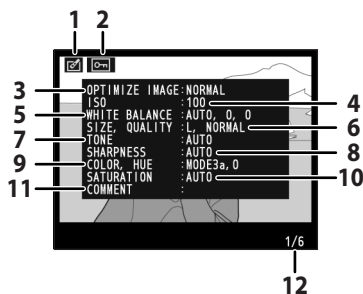 1 2
3 OPTIMIZE IMAGE:NORMAL
ISO :100 4
5 WHITE BALANCE :AUTO, 0, 0
SIZE, QUALITY :L, NORMAL 6
7 TONE :AUTO
SHARPNESS :AUTO 8
9 COLOR, HUE :MODE3a,0
SATURATION :AUTO 10
11 COMMENT :
1/6
12